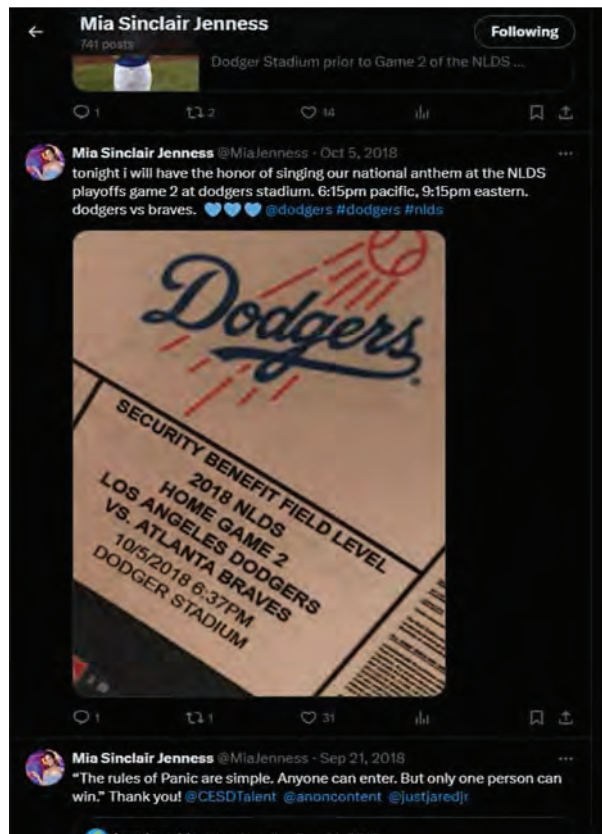 Mia Sinclair Jenness
741 posts
Following
Dodger Stadium prior to Game 2 of the NLDS ...
1 2 14
Mia Sinclair Jenness @MiaJenness · Oct 5, 2018
tonight i will have the honor of singing our national anthem at the NLDS
playoffs game 2 at dodgers stadium. 6:15pm pacific, 9:15pm eastern.
dodgers vs braves. 🩵🩵🩵 @dodgers #dodgers #nlds
Dodgers
SECURITY BENEFIT FIELD LEVEL
2018 NLDS
HOME GAME 2
LOS ANGELES DODGERS
VS. ATLANTA BRAVES
10/5/2018 6:37PM
DODGER STADIUM
1 1 31
Mia Sinclair Jenness @MiaJenness · Sep 21, 2018
“The rules of Panic are simple. Anyone can enter. But only one person can
win.” Thank you! @CESDTalent @anoncontent @justjaredjr